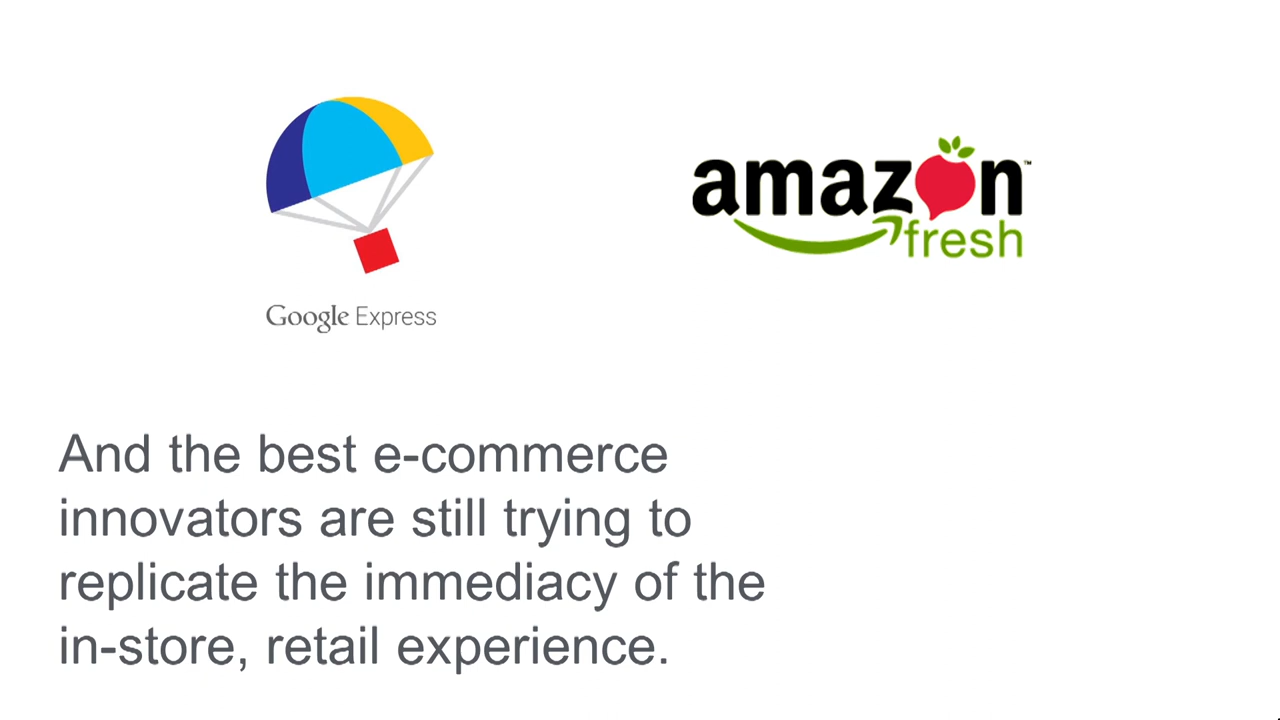 amazon™
fresh
Google Express
And the best e-commerce
innovators are still trying to
replicate the immediacy of the
in-store, retail experience.